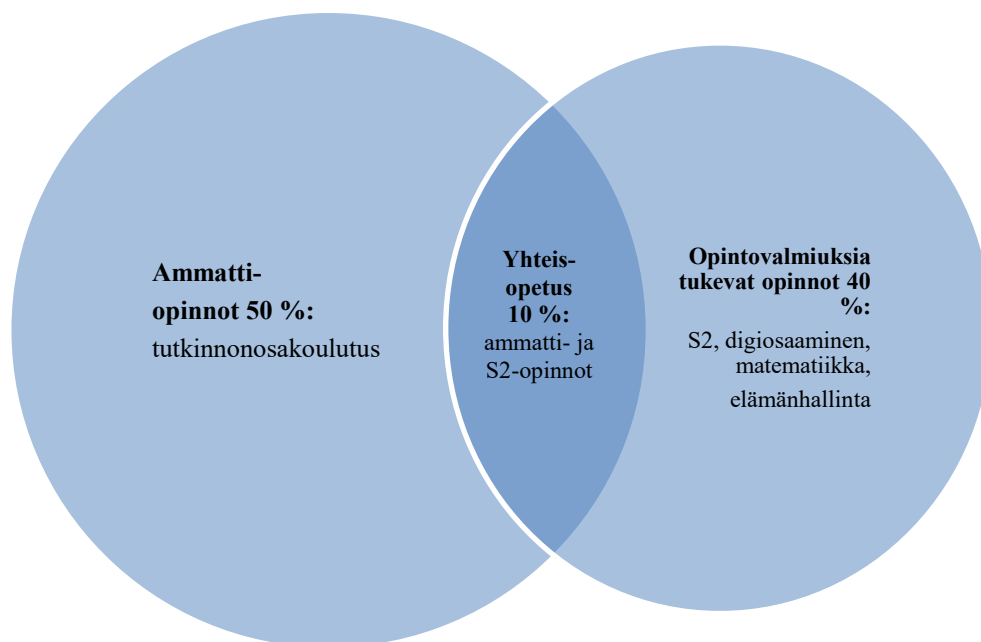 Ammatti-
opinnot 50 %:
tutkinnonosakoulutus
Yhteis-
opetus
10 %:
ammatti- ja
S2-opinnot
Opintovalmiuksia
tukevat opinnot 40
%:
S2, digiosaaminen,
matematiikka,
elämänhallinta